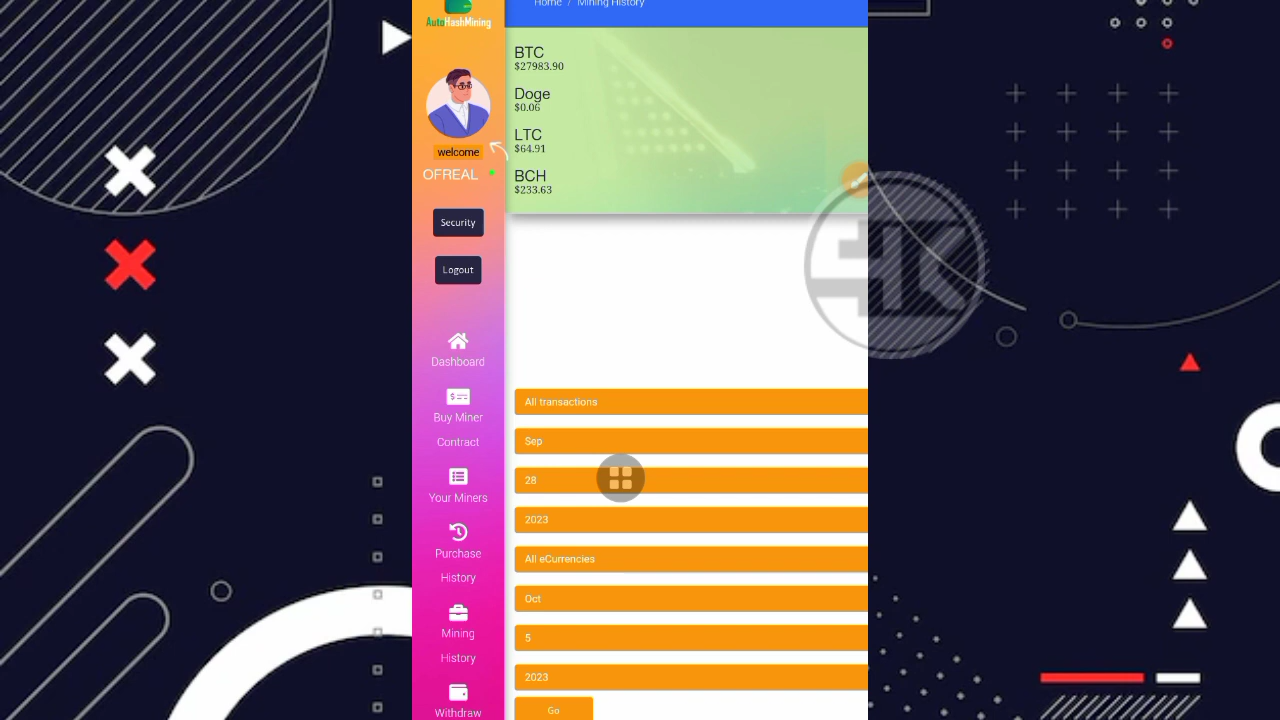 AutoHashMining
welcome
OFREAL
Security
Logout
Dashboard
Buy Miner
Contract
Your Miners
Purchase
History
Mining
History
Withdraw
Home / Mining History
BTC
$27983.90
Doge
$0.06
LTC
$64.91
BCH
$233.63
All transactions
Sep
28
2023
All eCurrencies
Oct
5
2023
Go